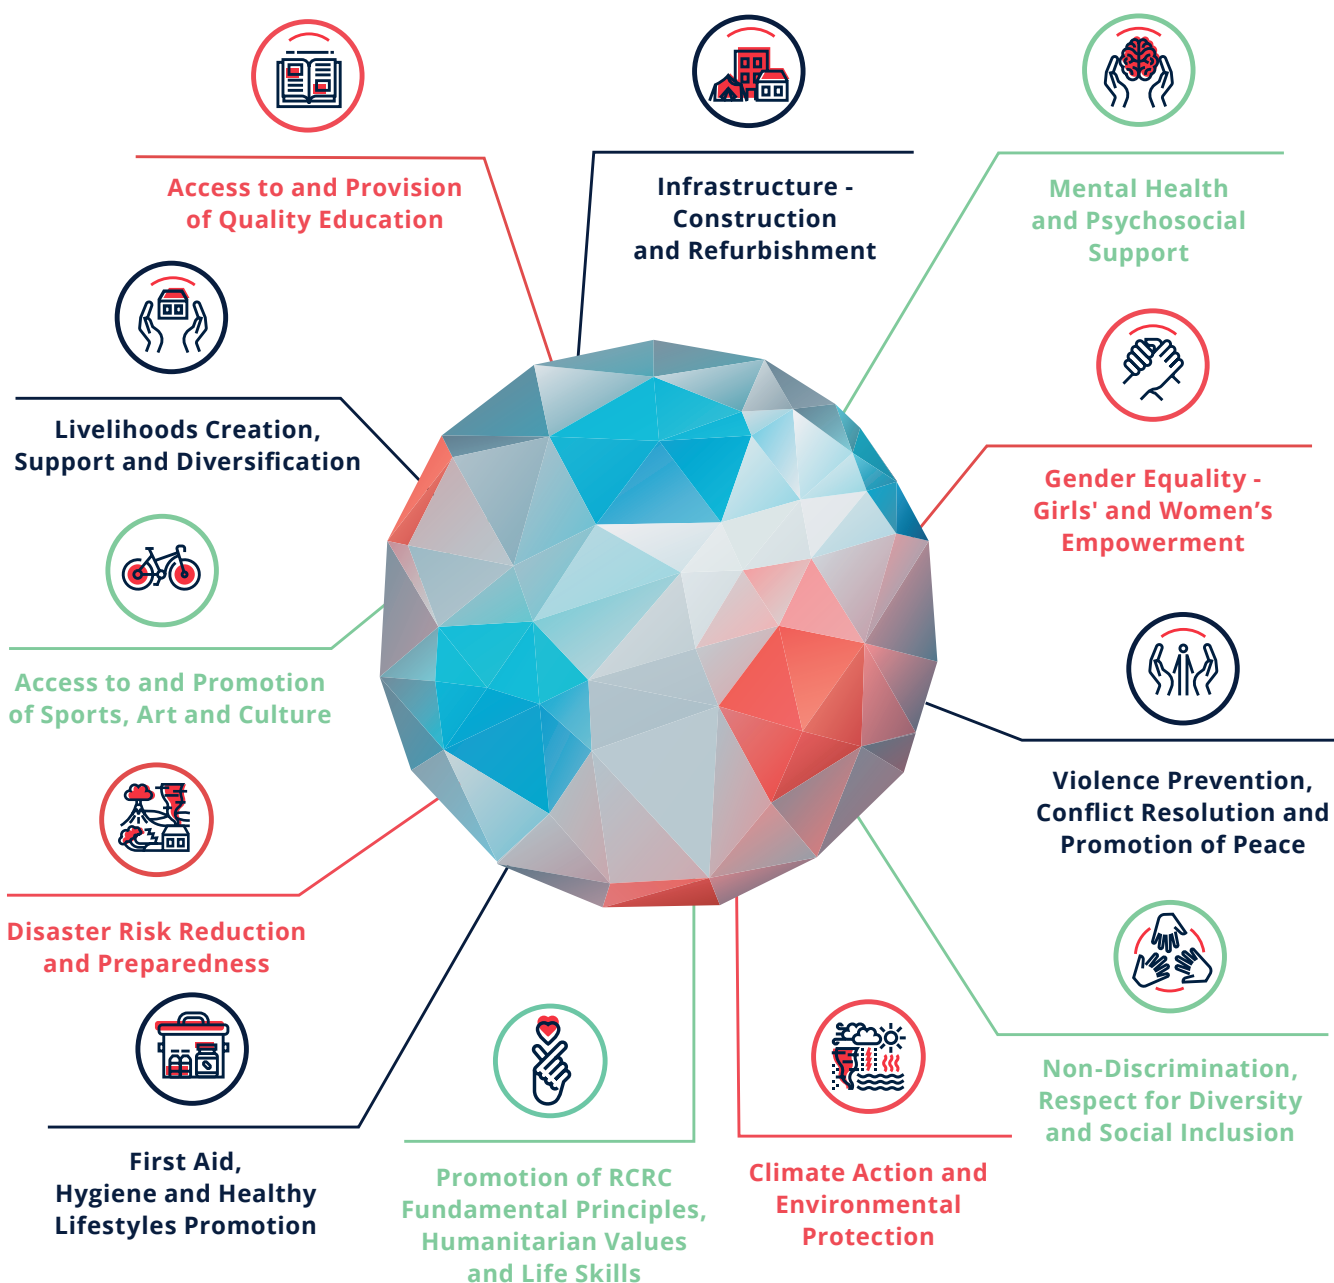 Access to and Provision
of Quality Education
Infrastructure -
Construction
and Refurbishment
Mental Health
and Psychosocial
Support
Livelihoods Creation,
Support and Diversification
Gender Equality -
Girls' and Women’s
Empowerment
Access to and Promotion
of Sports, Art and Culture
Violence Prevention,
Conflict Resolution and
Promotion of Peace
Disaster Risk Reduction
and Preparedness
Non-Discrimination,
Respect for Diversity
and Social Inclusion
First Aid,
Hygiene and Healthy
Lifestyles Promotion
Promotion of RCRC
Fundamental Principles,
Humanitarian Values
and Life Skills
Climate Action and
Environmental
Protection